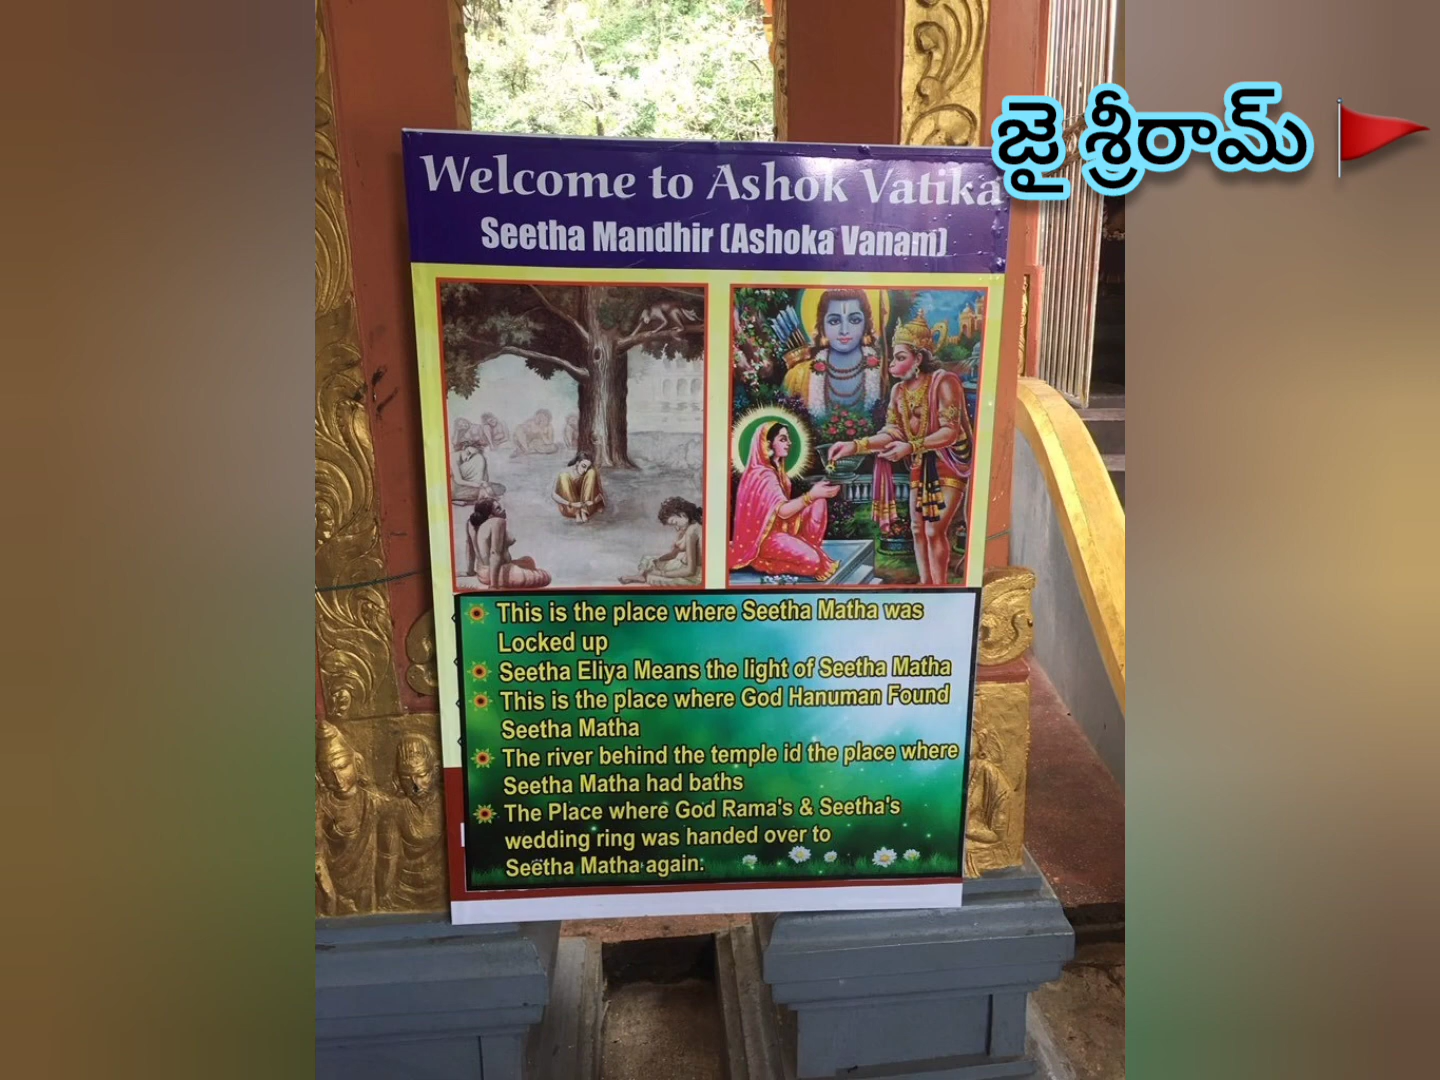 జై శ్రీరామ్
Welcome to Ashok Vatika
Seetha Mandhir (Ashoka Vanam)
This is the place where Seetha Matha was
Locked up
Seetha Eliya Means the light of Seetha Matha
This is the place where God Hanuman Found
Seetha Matha
The river behind the temple id the place where
Seetha Matha had baths
The Place where God Rama's & Seetha's
wedding ring was handed over to
Seetha Matha again.